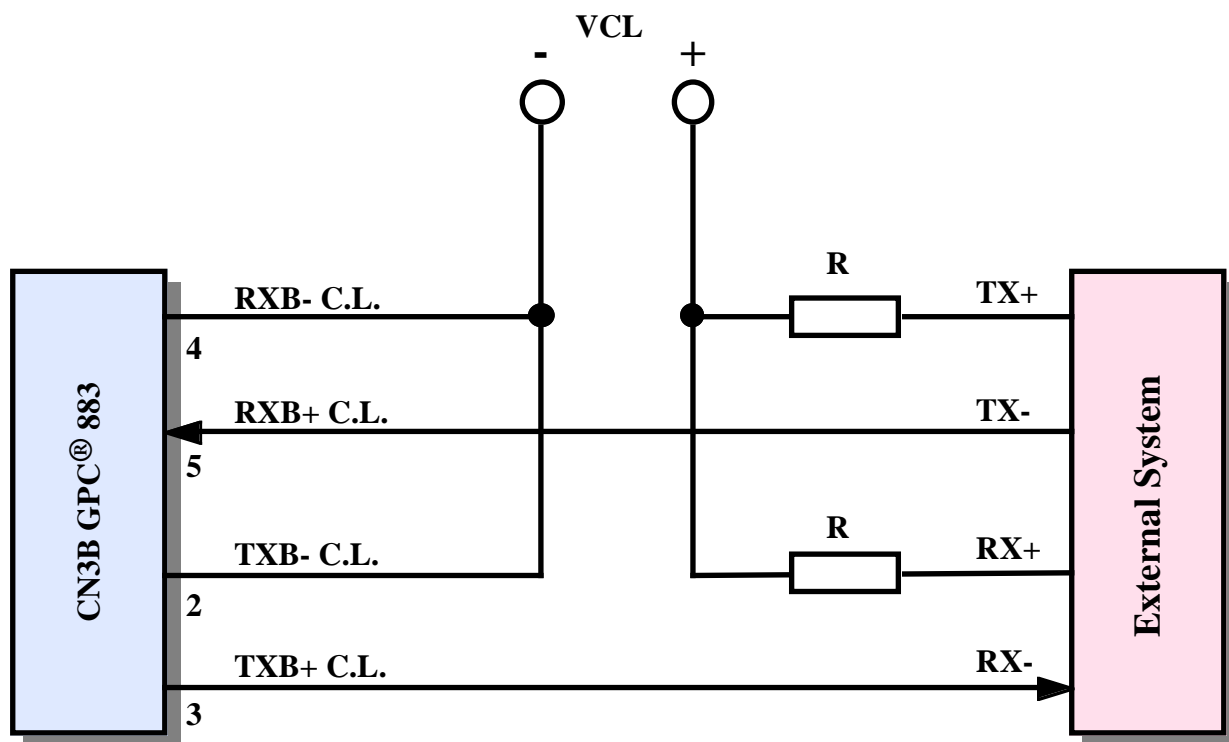 VCL
- +
R
RXB- C.L. TX+
4
RXB+ C.L. TX-
5
R
TXB- C.L. RX+
2
TXB+ C.L. RX-
3
CN3B GPC® 883
External System